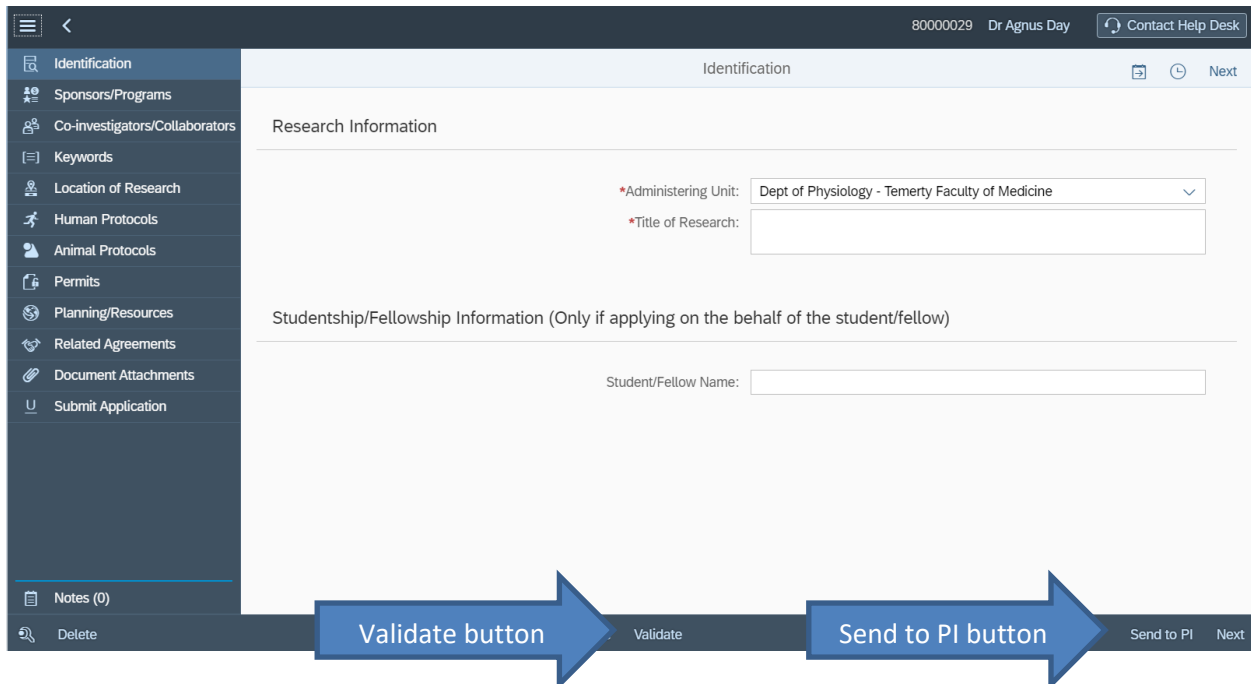 80000029 Dr Agnus Day Contact Help Desk
Identification
Sponsors/Programs
Co-investigators/Collaborators
Keywords
Location of Research
Human Protocols
Animal Protocols
Permits
Planning/Resources
Related Agreements
Document Attachments
U Submit Application
Notes (0)
Identification Next
Research Information
*Administering Unit: Dept of Physiology - Temerty Faculty of Medicine
*Title of Research:
Studentship/Fellowship Information (Only if applying on the behalf of the student/fellow)
Student/Fellow Name:
Delete Validate button Validate Send to PI button Send to PI Next